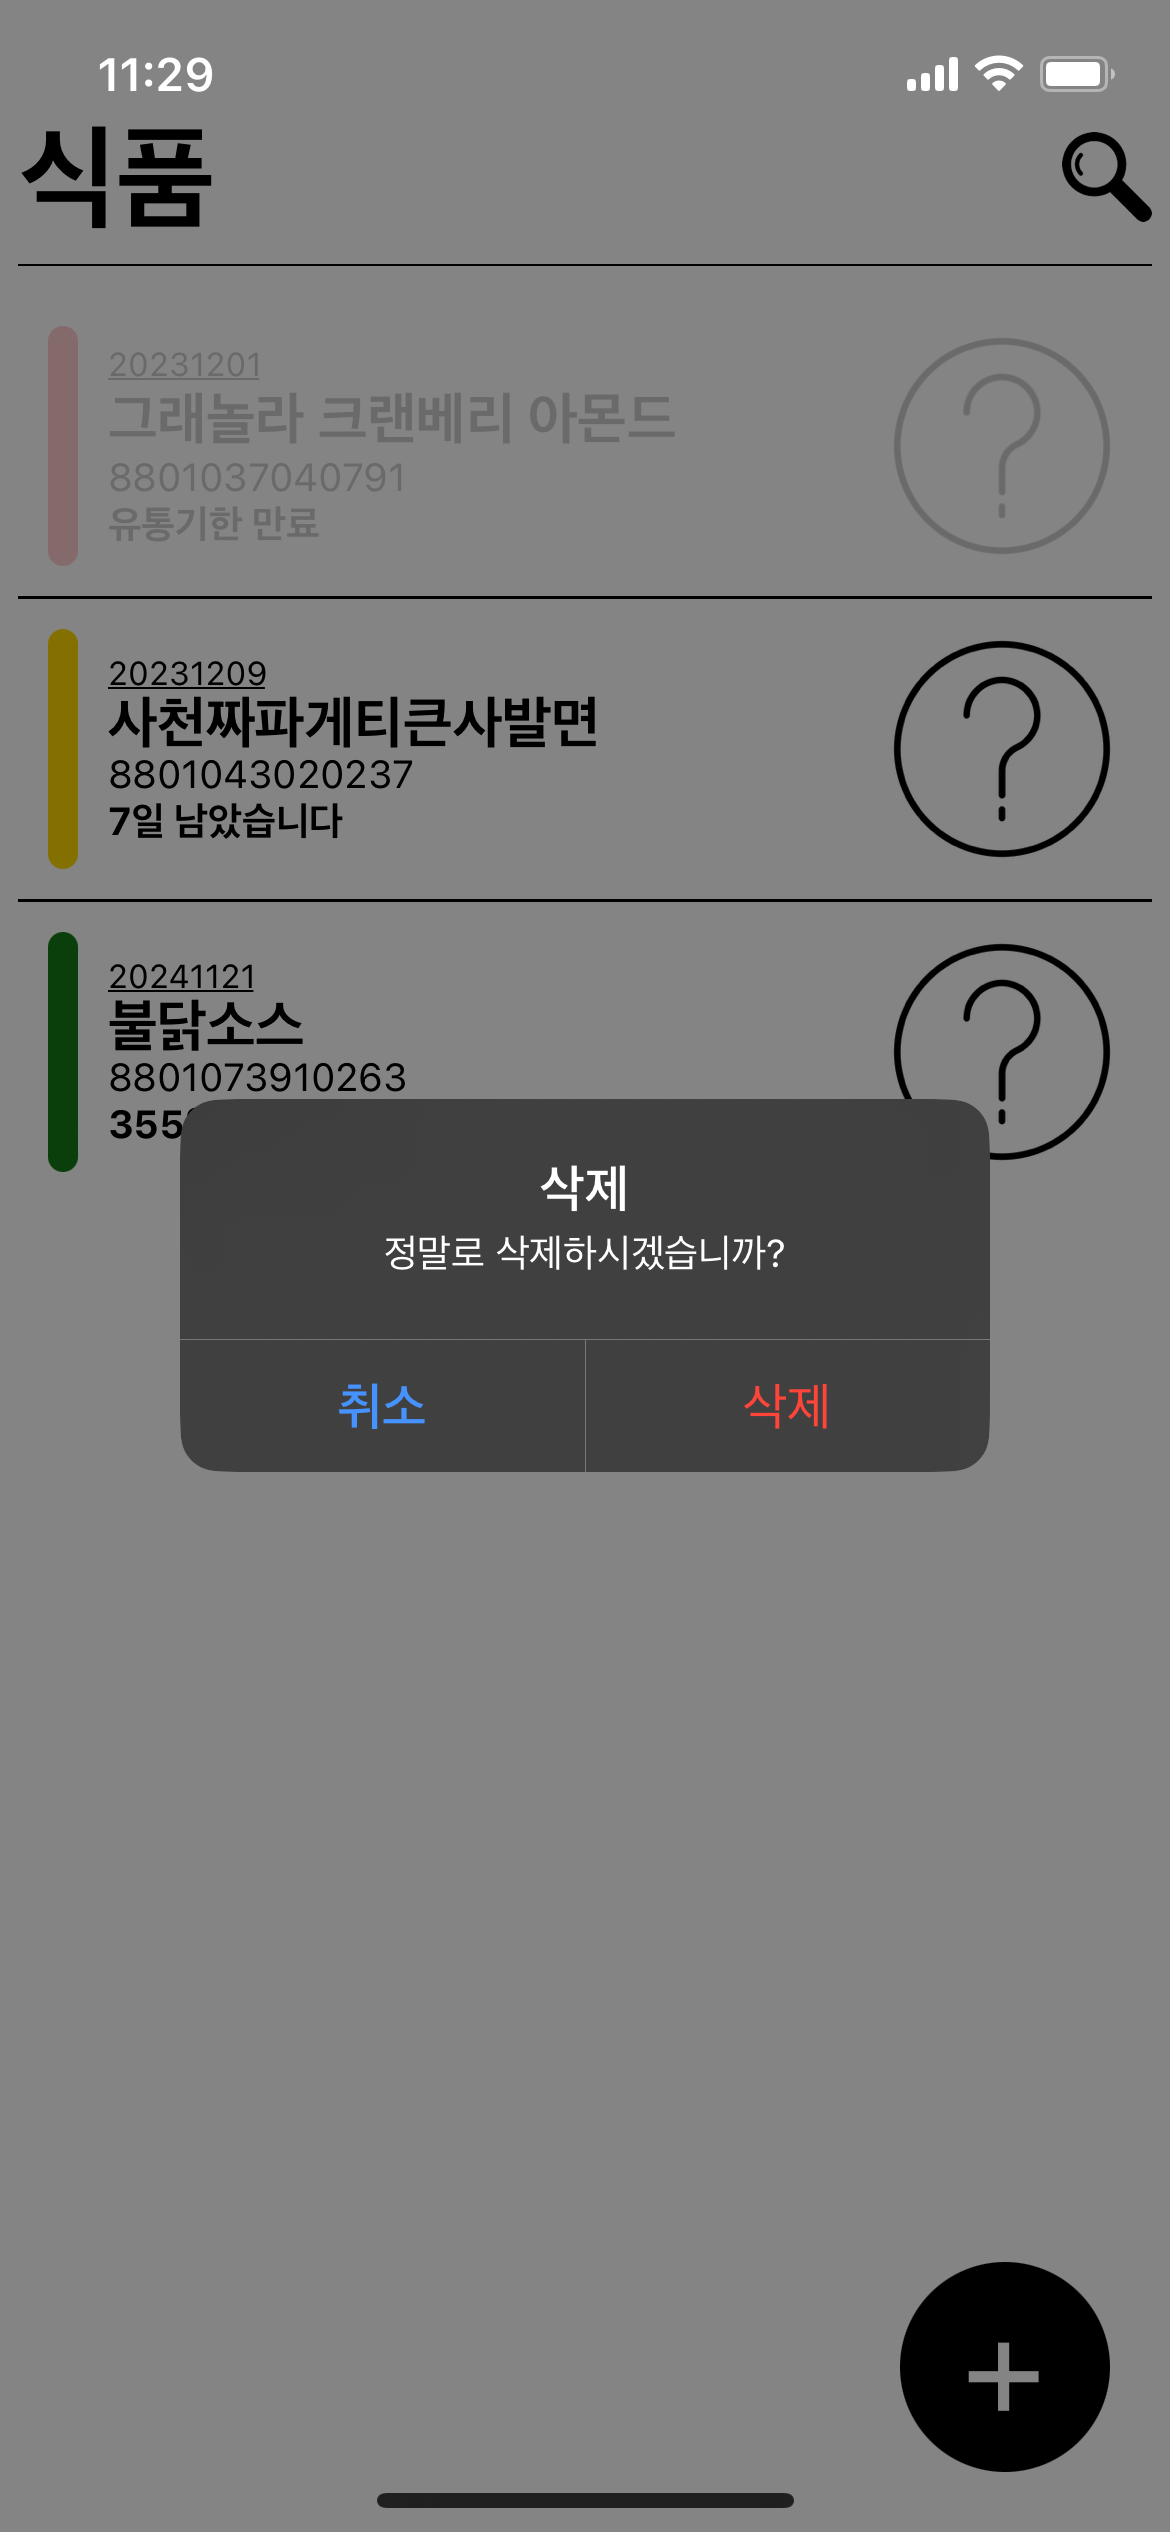 11:29
식품
20231201
그래놀라 크랜베리 아몬드
8801037040791
유통기한 만료
20231209
사천짜파게티큰사발면
8801043020237
7일 남았습니다
20241121
불닭소스
8801073910263
355
삭제
정말로 삭제하시겠습니까?
취소
삭제
+